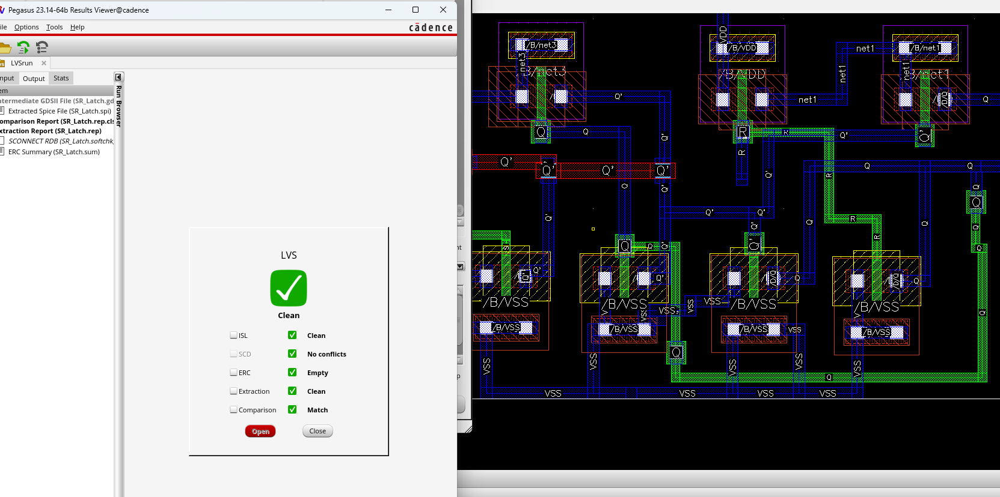 Pegasus 23.14-64b Results Viewer@cadence
ile Options Tools Help
cādence
LVSrun
nput Output Stats
em
ntermediate GDSII File (SR_Latch.gd
Extracted Spice File (SR_Latch.spi)
omparison Report (SR_Latch.rep.cls
xtraction Report (SR_Latch.rep)
SCONNECT RDB (SR_Latch.softchk
ERC Summary (SR_Latch.sum)
Run Browser
LVS
Clean
ISL Clean
SCD No conflicts
ERC Empty
Extraction Clean
Comparison Match
Open Close
nt
p
/B/net3
net3
/B/net3
Q'
Q
Q
VDD
/B/VDD
/B/VDD
R
R
R
net1
net1
net1
/B/net1
net1
/B/net1
/D/Q
Q
Q'
Q'
Q'
Q'
Q'
Q'
Q'
Q'
Q'
Q
Q'
R
Q
Q
Q
Q
Q
Q'
Q'
Q'
R
Q
Q
Q
Q
S
Q
Q
Q'
Q'
Q'
R
Q'
Q'
/D/Q
Q
/D/Q
Q
/B/VSS
/B/VSS
/B/VSS
/B/VSS
VSS
VSS
VSS
VSS
/B/VSS
/B/VSS
/B/VSS
VSS
/B/VSS
Q
Q
VSS
VSS
VSS
VSS
VSS
Q
VSS
VSS
VSS
VSS